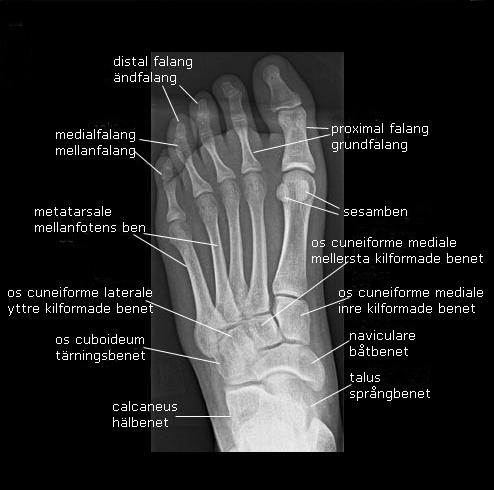 distal falang
ändfalang
medialfalang
mellanfalang
proximal falang
grundfalang
metatarsale
mellanfotens ben
sesamben
os cuneiforme mediale
mellersta kilformade benet
os cuneiforme laterale
yttre kilformade benet
os cuneiforme mediale
inre kilformade benet
os cuboideum
tärningsbenet
naviculare
båtbenet
talus
språngbenet
calcaneus
hälbenet